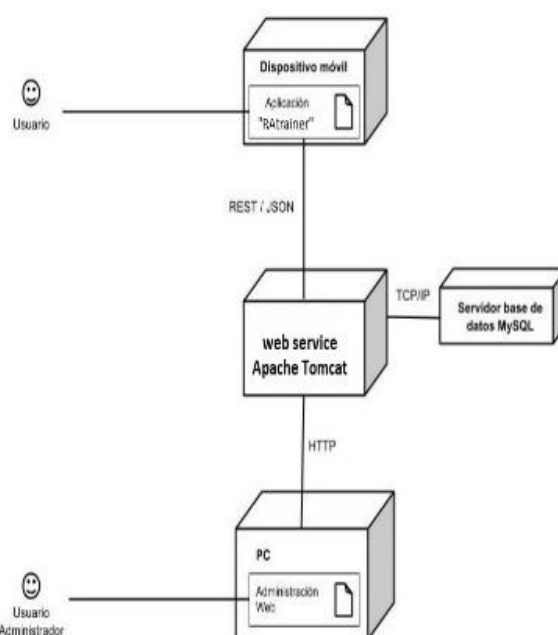 Dispositivo móvil
Aplicación
"RAtrainer"
Usuario
REST / JSON
TCP/IP
Servidor base de
datos MySQL
web service
Apache Tomcat
HTTP
PC
Administración
Web
Usuario
Administrador